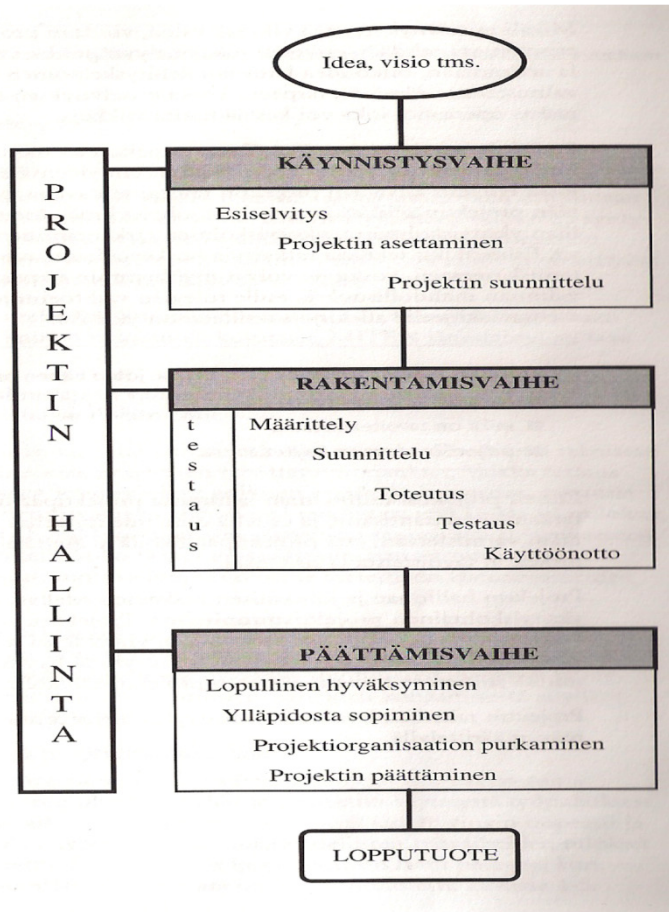 Idea, visio tms.
PROJEKTIN HALLINTA
KÄYNNISTYSVAIHE
Esiselvitys
Projektin asettaminen
Projektin suunnittelu
RAKENTAMISVAIHE
testaus
Määrittely
Suunnittelu
Toteutus
Testaus
Käyttöönotto
PÄÄTTÄMISVAIHE
Lopullinen hyväksyminen
Ylläpidosta sopiminen
Projektiorganisaation purkaminen
Projektin päättäminen
LOPPUTUOTE